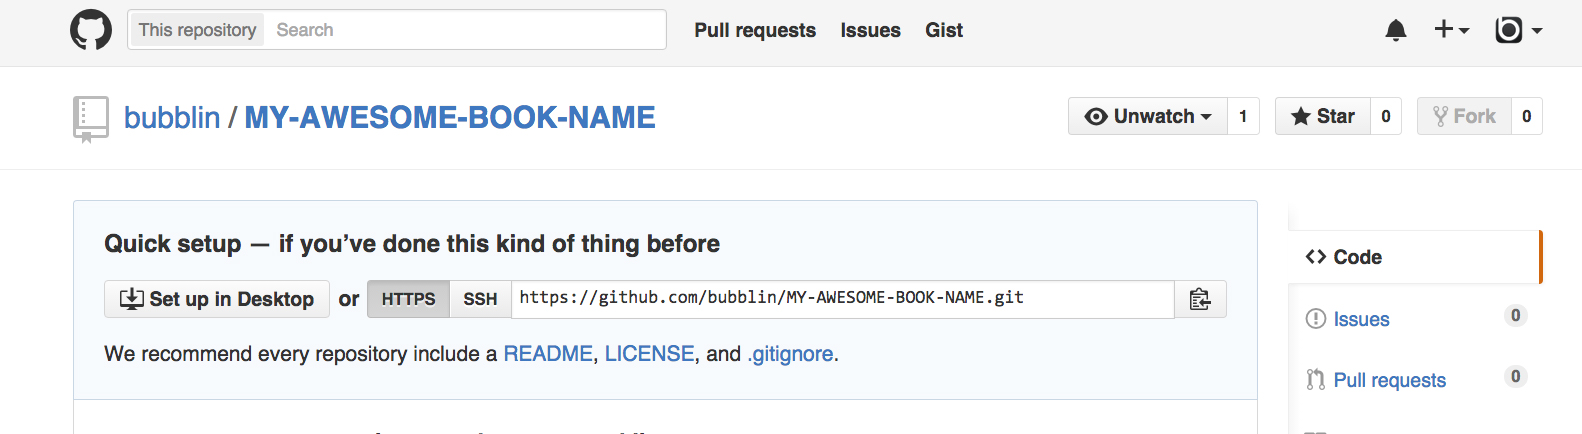 This repository Search Pull requests Issues Gist
bubblin / MY-AWESOME-BOOK-NAME Unwatch 1 Star 0 Fork 0
Quick setup — if you’ve done this kind of thing before
Set up in Desktop or HTTPS SSH https://github.com/bubblin/MY-AWESOME-BOOK-NAME.git
We recommend every repository include a README, LICENSE, and .gitignore.
Code
Issues 0
Pull requests 0